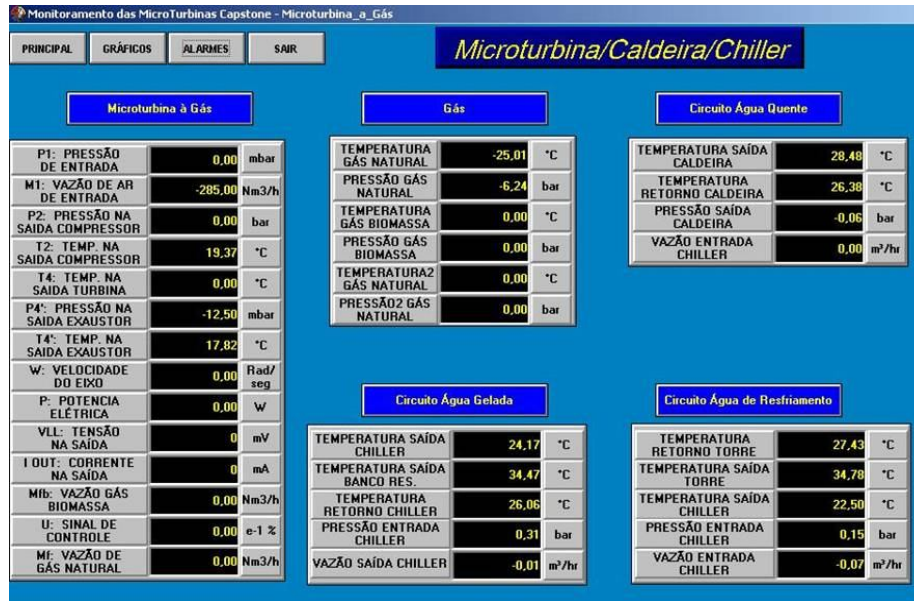 Monitoramento das MicroTurbinas Capstone - Microturbina_a_Gás
PRINCIPAL GRÁFICOS ALARMES SAIR
Microturbina/Caldeira/Chiller
Microturbina à Gás
P1: PRESSÃO
DE ENTRADA 0,00 mbar
M1: VAZÃO DE AR
DE ENTRADA -285,00 Nm3/h
P2: PRESSÃO NA
SAIDA COMPRESSOR 0,00 bar
T2: TEMP. NA
SAIDA COMPRESSOR 19,37 °C
T4: TEMP. NA
SAIDA TURBINA 0,00 °C
P4': PRESSÃO NA
SAIDA EXAUSTOR -12,50 mbar
T4': TEMP. NA
SAIDA EXAUSTOR 17,82 °C
W: VELOCIDADE
DO EIXO 0,00 Rad/
seg
P: POTENCIA
ELÉTRICA 0,00 W
VLL: TENSÃO
NA SAÍDA 0 mV
I OUT: CORRENTE
NA SAÍDA 0 mA
Mfb: VAZÃO GÁS
BIOMASSA 0,00 Nm3/h
U: SINAL DE
CONTROLE 0,00 e-1 %
Mf: VAZÃO DE
GÁS NATURAL 0,00 Nm3/h
Gás
TEMPERATURA
GÁS NATURAL -25,01 °C
PRESSÃO GÁS
NATURAL -6,24 bar
TEMPERATURA
GÁS BIOMASSA 0,00 °C
PRESSÃO GÁS
BIOMASSA 0,00 bar
TEMPERATURA2
GÁS NATURAL 0,00 °C
PRESSÃO2 GÁS
NATURAL 0,00 bar
Circuito Água Quente
TEMPERATURA SAÍDA
CALDEIRA 28,48 °C
TEMPERATURA
RETORNO CALDEIRA 26,38 °C
PRESSÃO SAÍDA
CALDEIRA -0,06 bar
VAZÃO ENTRADA
CHILLER 0,00 m³/hr
Circuito Água Gelada
TEMPERATURA SAÍDA
CHILLER 24,17 °C
TEMPERATURA SAÍDA
BANCO RES. 34,47 °C
TEMPERATURA
RETORNO CHILLER 26,06 °C
PRESSÃO ENTRADA
CHILLER 0,31 bar
VAZÃO SAÍDA CHILLER -0,01 m³/hr
Circuito Água de Resfriamento
TEMPERATURA
RETORNO TORRE 27,43 °C
TEMPERATURA SAÍDA
TORRE 34,78 °C
TEMPERATURA SAÍDA
CHILLER 22,50 °C
PRESSÃO ENTRADA
CHILLER 0,15 bar
VAZÃO ENTRADA
CHILLER -0,07 m³/hr